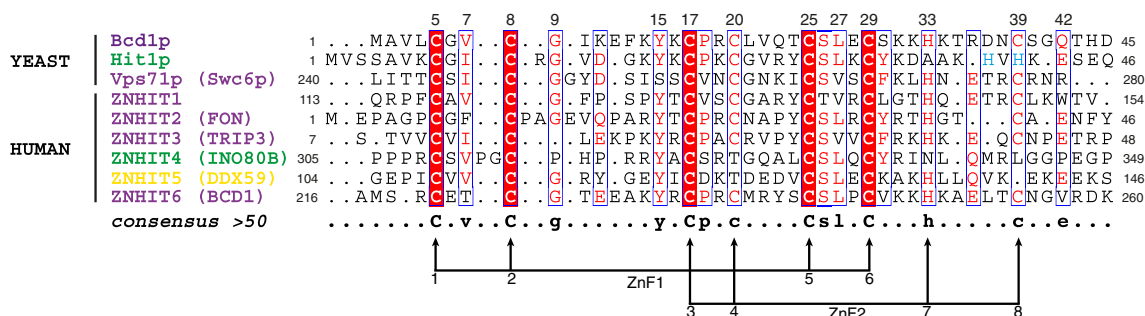 5 7 8 9 15 17 20 25 27 29 33 39 42
YEAST
Bcd1p 1 ...MAVLCGV..C..G.IKEFKYKCPRCLVQTCSLECSKKHKTRDNCSGQTHD 45
Hit1p 1 MVSSAVKCGI..C.RG.VD.GKYKCPKCGVRYCSLKCYKDAAK.HVHK.ESEQ 46
Vps71p (Swc6p) 240 ...LITTCSI..C..GGYD.SISSCVNCGNKICSVSCFKLHN.ETRCRNR... 280
HUMAN
ZNHIT1 113 ...QRPFCAV..C..G.FP.SPYTCVSCGARYCTVRCLGTHQ.ETRCLKWTV. 154
ZNHIT2 (FON) 1 M.EPAGPCGF..CPAGEVQPARYTCPRCNAPYCSLRCYRTHGT...CA.ENFY 46
ZNHIT3 (TRIP3) 7 ..S.TVVCVI..C...LEKPKYRCPACRVPYCSVVCFRKHK.EQCNPETRP 48
ZNHIT4 (INO80B) 305 ...PPPRCSVPGC..P.HP.RRYACSRTGQALCSLQCYRINL.QMRLGGPEGP 349
ZNHIT5 (DDX59) 104 ...GEPICVV..C..G.RY.GEYICDKTDEDVCSLECKAKHLLQVK.EKEEKS 146
ZNHIT6 (BCD1) 216 ..AMS.RCET..C..G.TEEAKYRCPRCMRYSCSLPCVKKHKAELTCNGVRDK 260
consensus >50 .......C.v..C..g......y.Cp.c....Csl.C...h.....c..e...
1 2 5 6
ZnF1
3 4 7 8
ZnF2